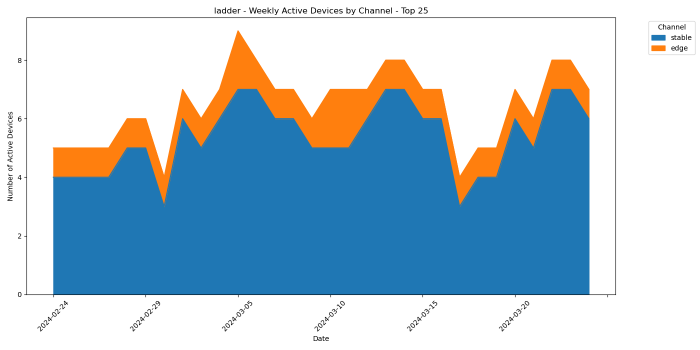 ladder - Weekly Active Devices by Channel - Top 25
Channel
stable
edge
Number of Active Devices
8
6
4
2
0
2024-02-24
2024-02-29
2024-03-05
2024-03-10
2024-03-15
2024-03-20
Date